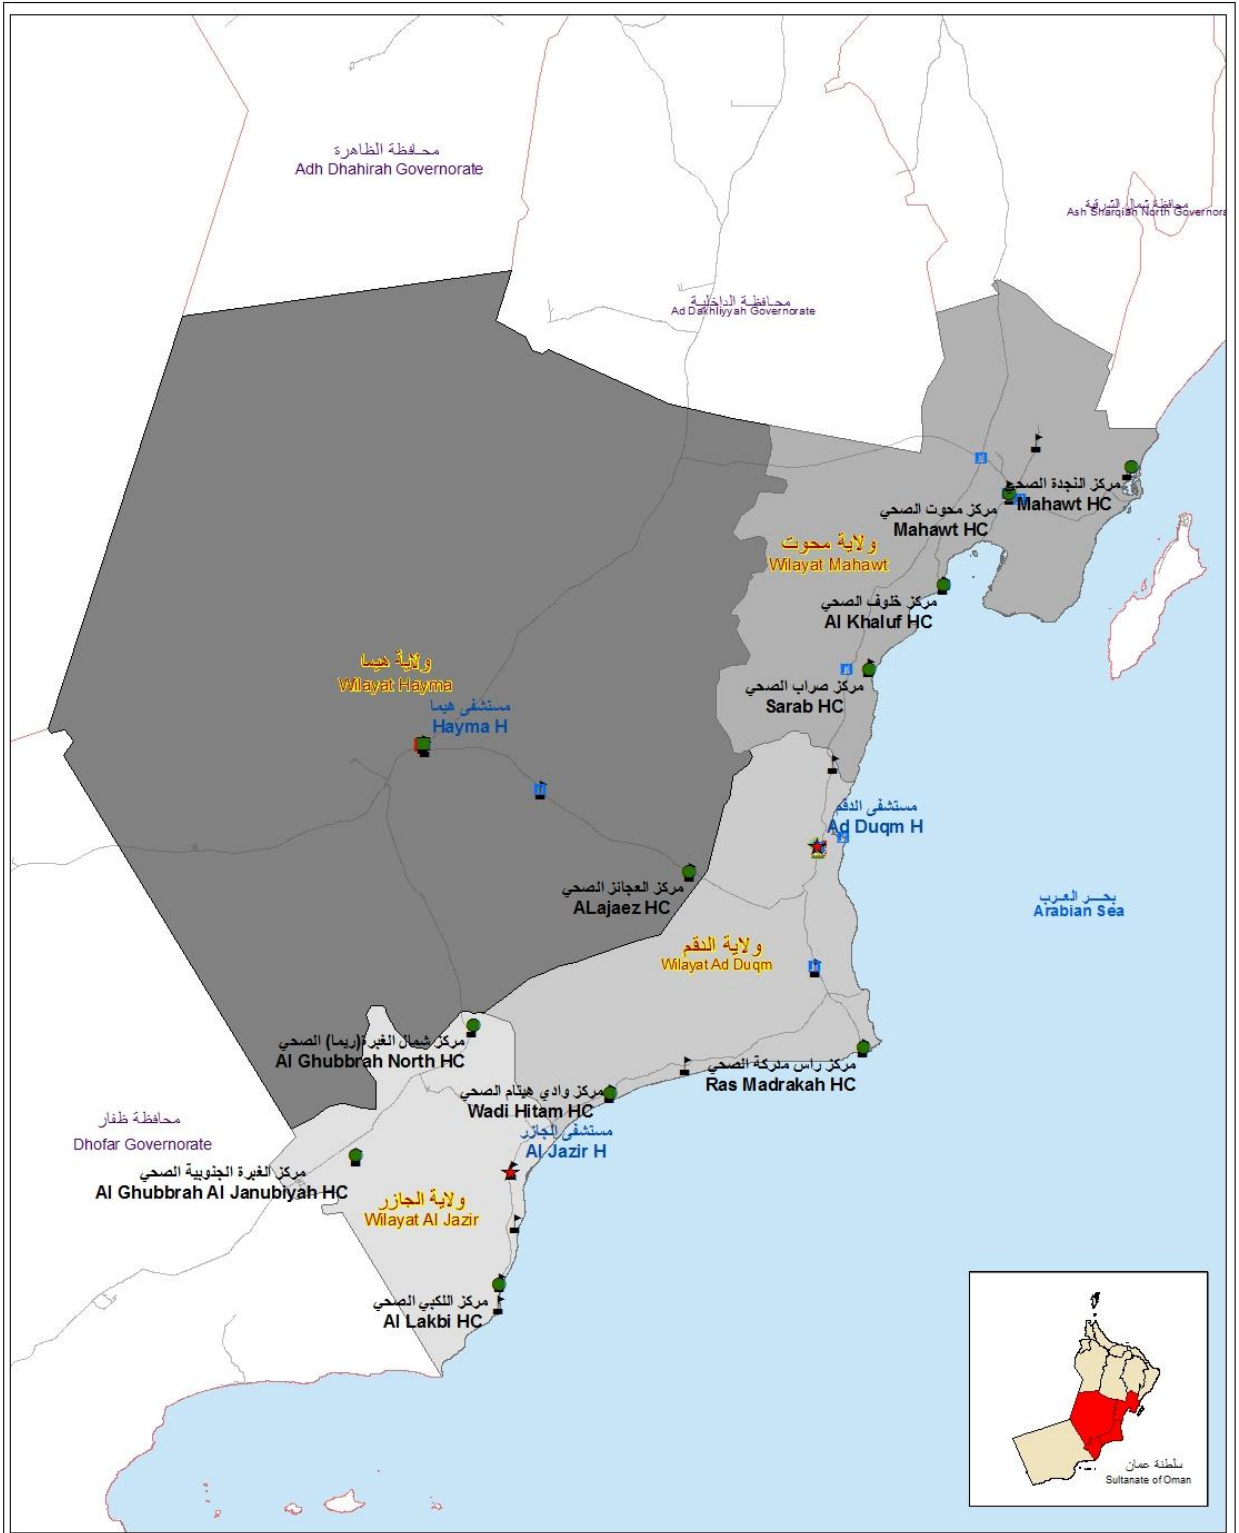 محافظة الظاهرة
Adh Dhahirah Governorate
محافظة شمال الشرقية
Ash Sharqiah North Governora
محافظة الداخلية
Ad Dakhliyyah Governorate
مركز النجدة الصحي
Mahawt HC
مركز محوت الصحي
Mahawt HC
ولاية محوت
Wilayat Mahawt
مركز خلوف الصحي
Al Khaluf HC
ولاية هيما
Wilayat Hayma
مركز صراب الصحي
Sarab HC
مستشفى هيما
Hayma H
مستشفى الدقم
Ad Duqm H
مركز العجائز الصحي
ALajaez HC
بحر العرب
Arabian Sea
ولاية الدقم
Wilayat Ad Duqm
مركز شمال الغبرة(ريما) الصحي
Al Ghubbrah North HC
مركز راس مدركة الصحي
Ras Madrakah HC
مركز وادي هيتام الصحي
Wadi Hitam HC
محافظة ظفار
Dhofar Governorate
مستشفى الجازر
Al Jazir H
مركز الغبرة الجنوبية الصحي
Al Ghubbrah Al Janubiyah HC
ولاية الجازر
Wilayat Al Jazir
مركز اللكبي الصحي
Al Lakbi HC
سلطنة عمان
Sultanate of Oman